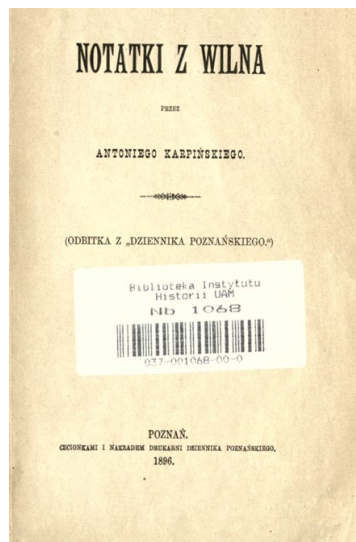 NOTATKI Z WILNA
PRZEZ
ANTONIEGO KARPIŃSKIEGO.
(ODBITKA Z „DZIENNIKA POZNAŃSKIEGO.“)
Biblioteka Instytutu
Historii UAM
Nb 1068
037-001068-00-0
POZNAŃ.
CZCIONKAMI I NAKŁADEM DRUKARNI DZIENNIKA POZNAŃSKIEGO.
1896.